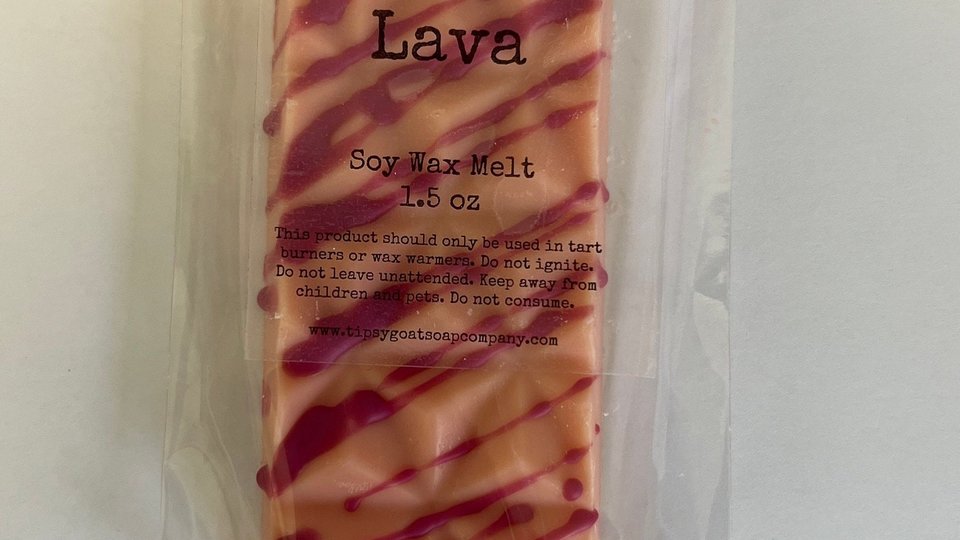 Lava
Soy Wax Melt
1.5 oz
This product should only be used in tart
burners or wax warmers. Do not ignite.
Do not leave unattended. Keep away from
children and pets. Do not consume.
www.tipsygoatsoapcompany.com